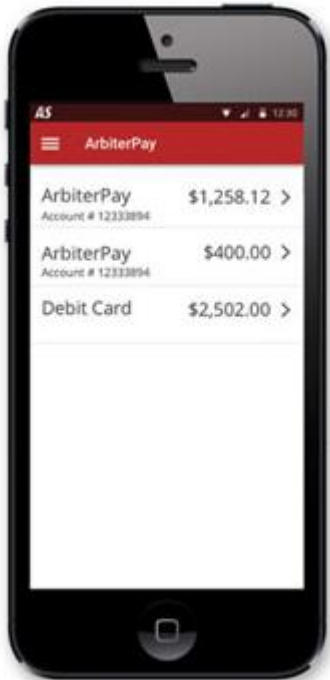 AS 12:30
ArbiterPay
ArbiterPay $1,258.12
Account # 12333894
ArbiterPay $400.00
Account # 12333894
Debit Card $2,502.00